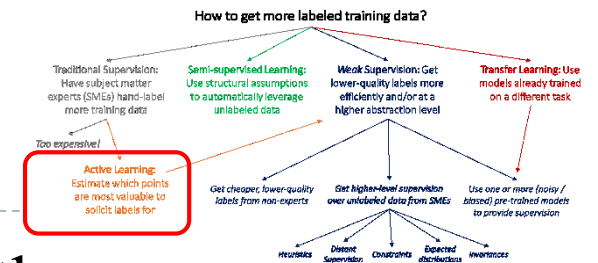 How to get more labeled training data?
Traditional Supervision:
Have subject matter
experts (SMEs) hand-label
more training data
Semi-supervised Learning:
Use structural assumptions
to automatically leverage
unlabeled data
Weak Supervision: Get
lower-quality labels more
efficiently and/or at a
higher abstraction level
Transfer Learning: Use
models already trained
on a different task
Too expensive!
Active Learning:
Estimate which points
are most valuable to
solicit labels for
Get cheaper, lower-quality
labels from non-experts
Get higher-level supervision
over unlabeled data from SMEs
Use one or more (noisy /
biased) pre-trained models
to provide supervision
Heuristics
Distant
Supervision
Constraints
Expected
distributions
Invariances